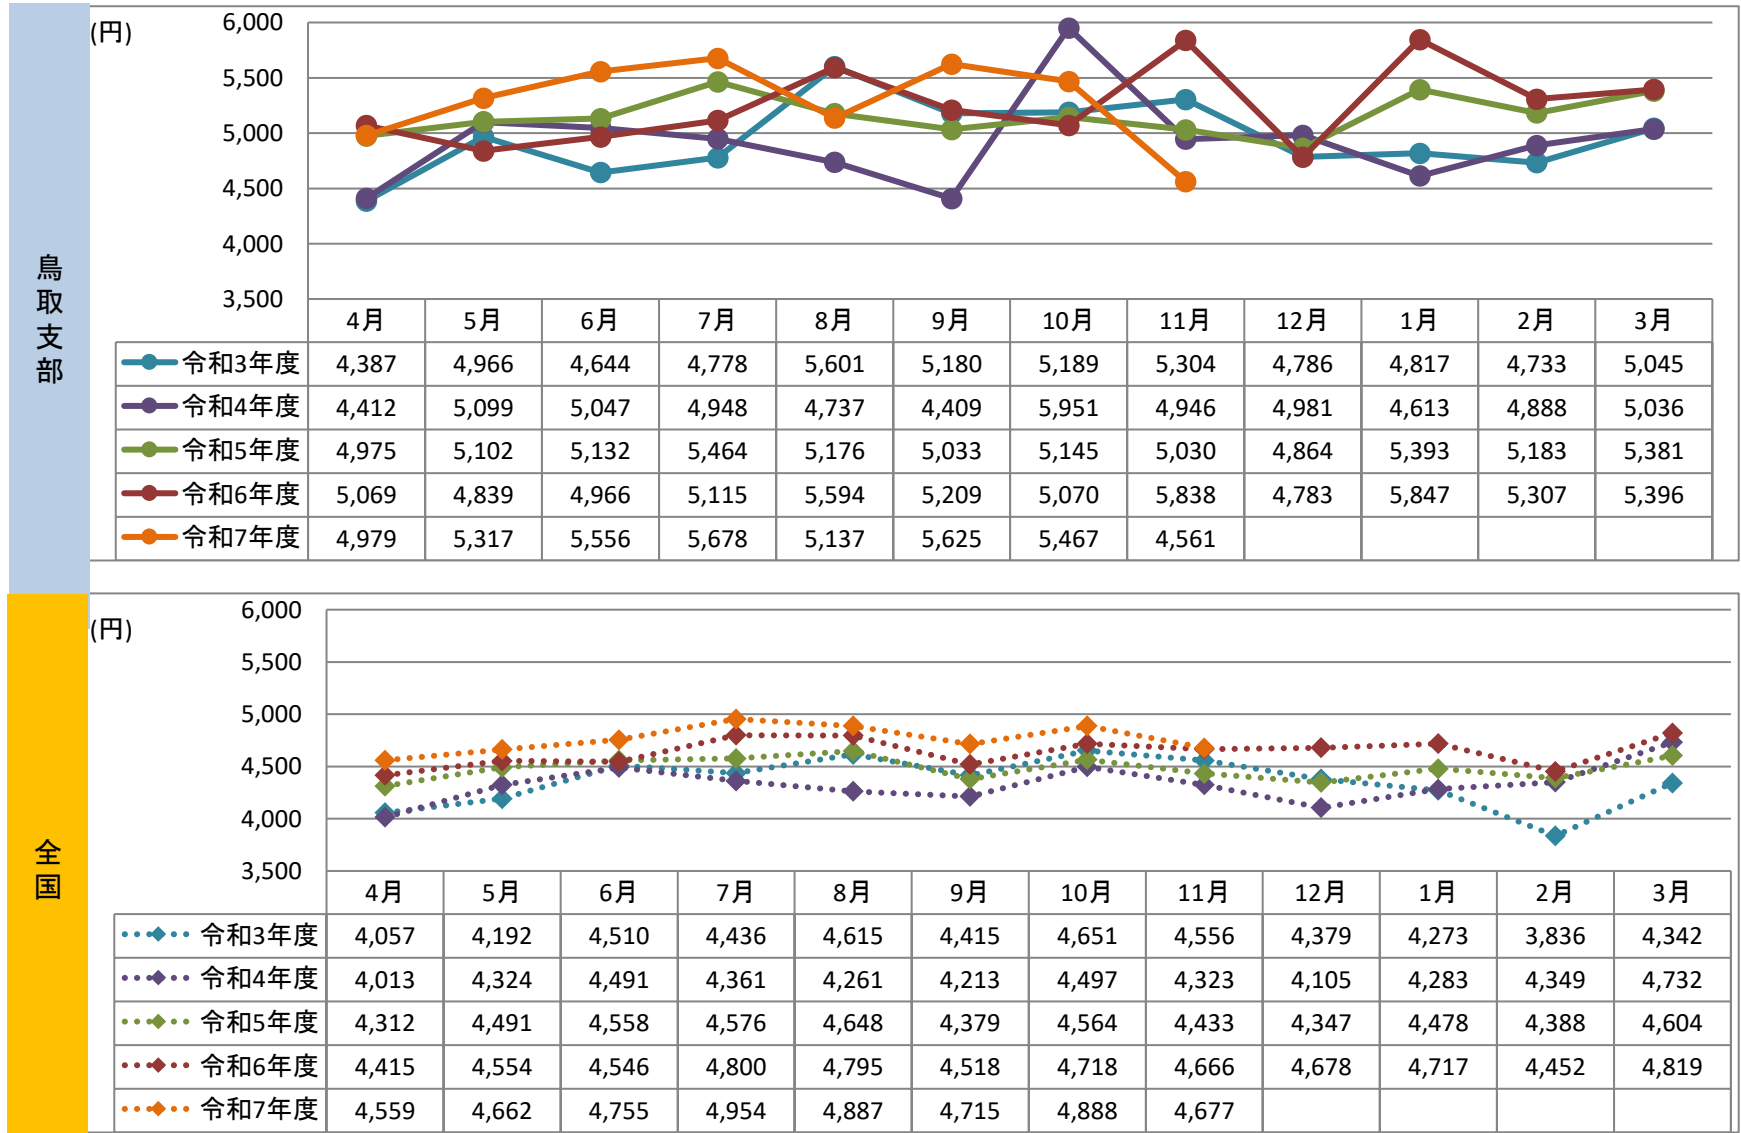 鳥取支部
(円)
6,000
5,500
5,000
4,500
4,000
3,500
4月 5月 6月 7月 8月 9月 10月 11月 12月 1月 2月 3月
令和3年度 4,387 4,966 4,644 4,778 5,601 5,180 5,189 5,304 4,786 4,817 4,733 5,045
令和4年度 4,412 5,099 5,047 4,948 4,737 4,409 5,951 4,946 4,981 4,613 4,888 5,036
令和5年度 4,975 5,102 5,132 5,464 5,176 5,033 5,145 5,030 4,864 5,393 5,183 5,381
令和6年度 5,069 4,839 4,966 5,115 5,594 5,209 5,070 5,838 4,783 5,847 5,307 5,396
令和7年度 4,979 5,317 5,556 5,678 5,137 5,625 5,467 4,561
全国
(円)
6,000
5,500
5,000
4,500
4,000
3,500
4月 5月 6月 7月 8月 9月 10月 11月 12月 1月 2月 3月
令和3年度 4,057 4,192 4,510 4,436 4,615 4,415 4,651 4,556 4,379 4,273 3,836 4,342
令和4年度 4,013 4,324 4,491 4,361 4,261 4,213 4,497 4,323 4,105 4,283 4,349 4,732
令和5年度 4,312 4,491 4,558 4,576 4,648 4,379 4,564 4,433 4,347 4,478 4,388 4,604
令和6年度 4,415 4,554 4,546 4,800 4,795 4,518 4,718 4,666 4,678 4,717 4,452 4,819
令和7年度 4,559 4,662 4,755 4,954 4,887 4,715 4,888 4,677